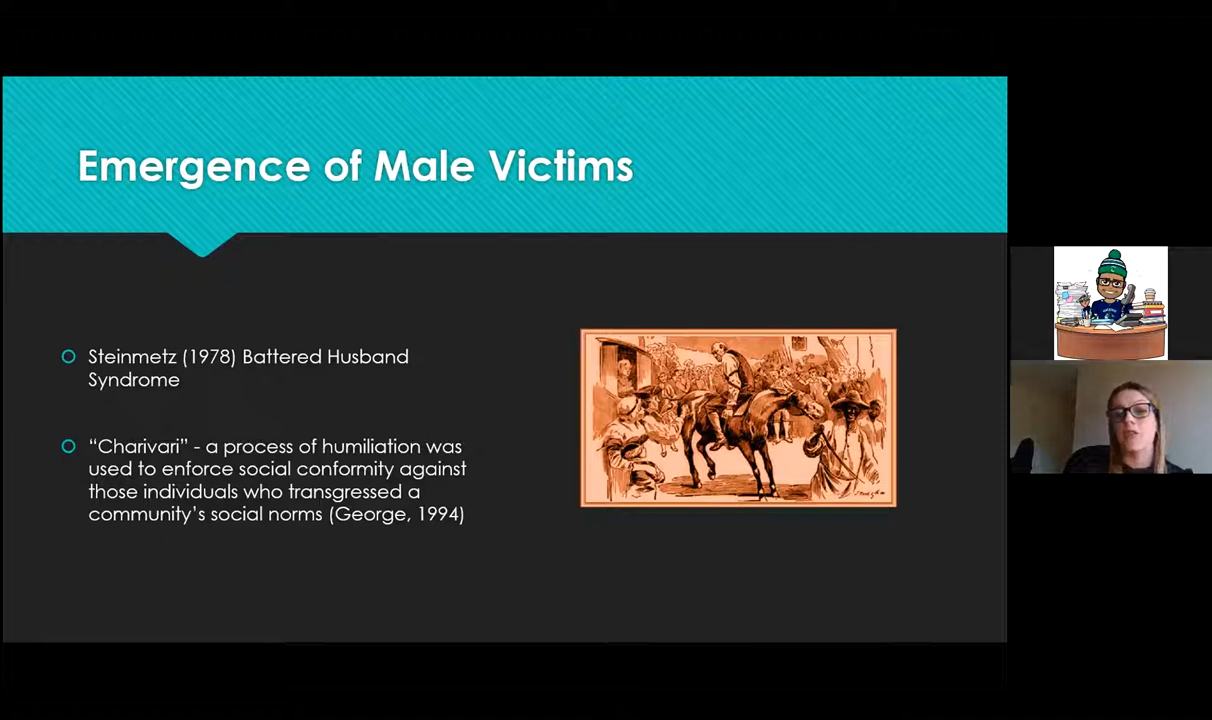 Emergence of Male Victims
Steinmetz (1978) Battered Husband
Syndrome
“Charivari” - a process of humiliation was
used to enforce social conformity against
those individuals who transgressed a
community’s social norms (George, 1994)